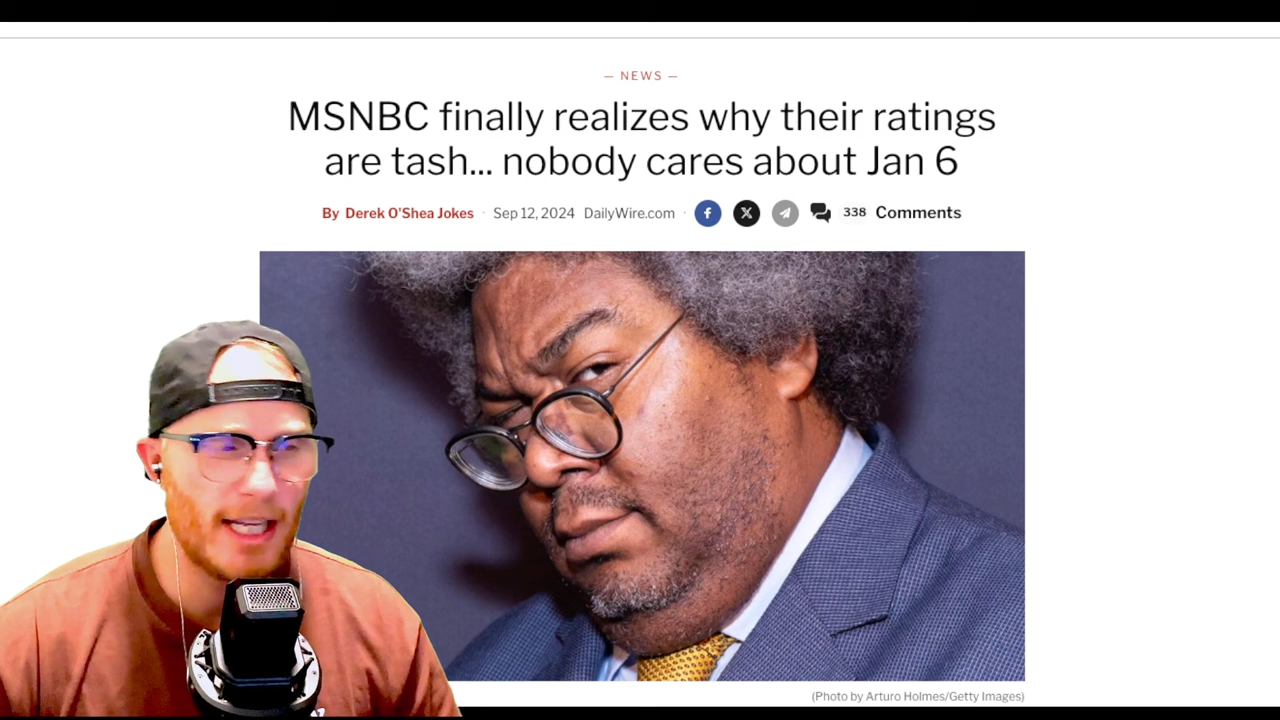 — NEWS —
MSNBC finally realizes why their ratings
are tash... nobody cares about Jan 6
By Derek O'Shea Jokes · Sep 12, 2024 DailyWire.com · 338 Comments
(Photo by Arturo Holmes/Getty Images)